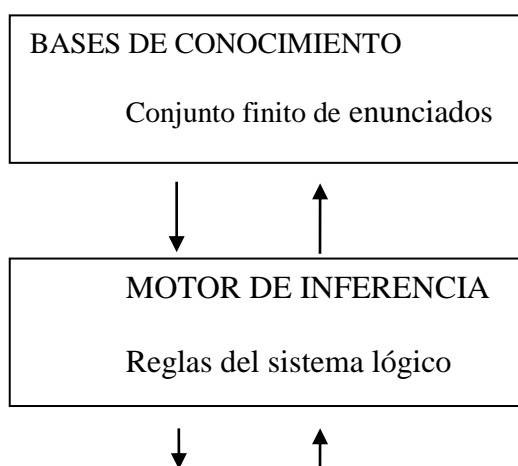 BASES DE CONOCIMIENTO
Conjunto finito de enunciados
MOTOR DE INFERENCIA
Reglas del sistema lógico